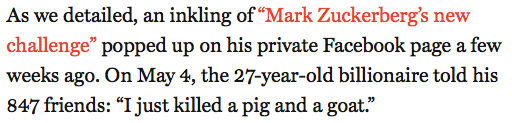 As we detailed, an inkling of “Mark Zuckerberg’s new
challenge” popped up on his private Facebook page a few
weeks ago. On May 4, the 27-year-old billionaire told his
847 friends: “I just killed a pig and a goat.”